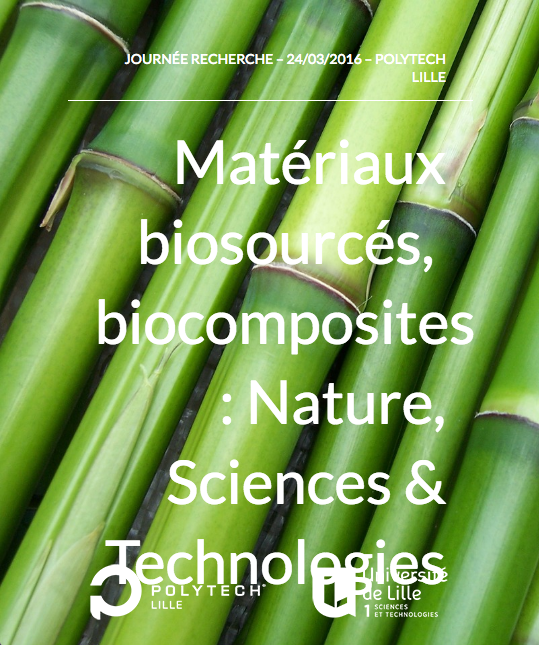 JOURNÉE RECHERCHE – 24/03/2016 – POLYTECH
LILLE
Matériaux
biosourcés,
biocomposites
: Nature,
Sciences &
Technologies
POLYTECH
LILLE
Université
de Lille
1 SCIENCES
ET TECHNOLOGIES